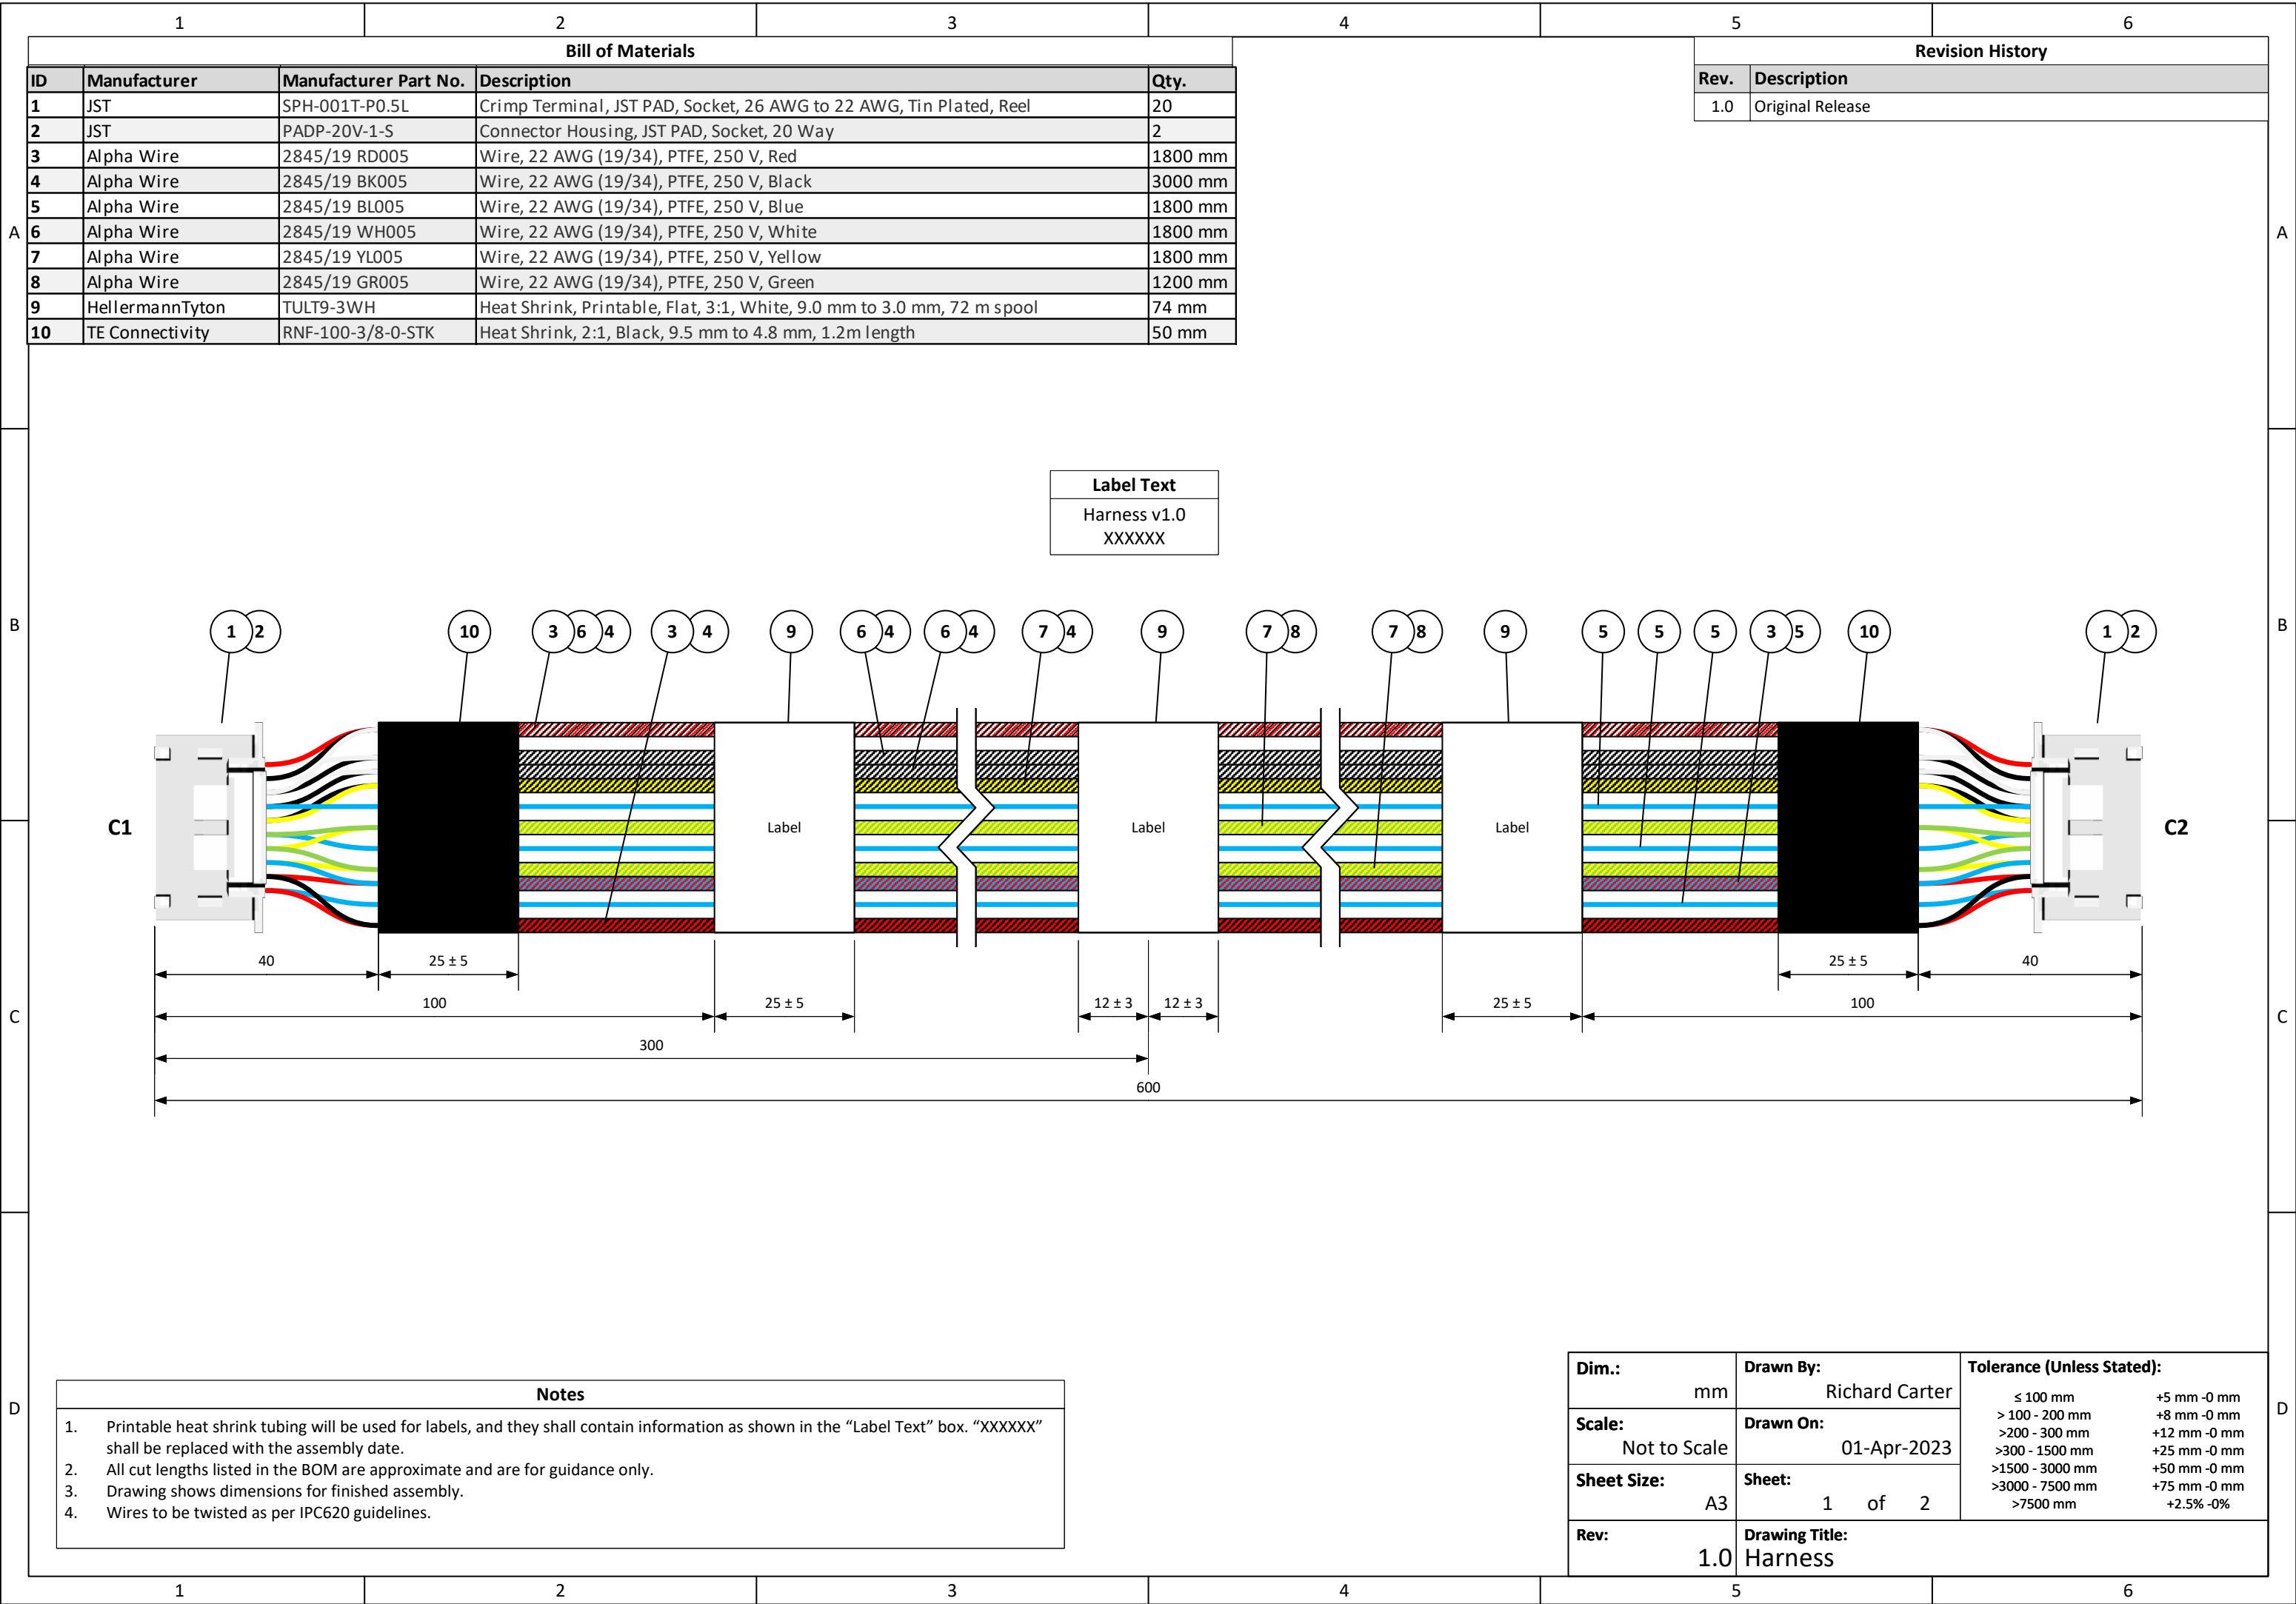 1 2 3 4 5 6
Bill of Materials
ID Manufacturer Manufacturer Part No. Description Qty.
1 JST SPH-001T-P0.5L Crimp Terminal, JST PAD, Socket, 26 AWG to 22 AWG, Tin Plated, Reel 20
2 JST PADP-20V-1-S Connector Housing, JST PAD, Socket, 20 Way 2
3 Alpha Wire 2845/19 RD005 Wire, 22 AWG (19/34), PTFE, 250 V, Red 1800 mm
4 Alpha Wire 2845/19 BK005 Wire, 22 AWG (19/34), PTFE, 250 V, Black 3000 mm
5 Alpha Wire 2845/19 BL005 Wire, 22 AWG (19/34), PTFE, 250 V, Blue 1800 mm
6 Alpha Wire 2845/19 WH005 Wire, 22 AWG (19/34), PTFE, 250 V, White 1800 mm
7 Alpha Wire 2845/19 YL005 Wire, 22 AWG (19/34), PTFE, 250 V, Yellow 1800 mm
8 Alpha Wire 2845/19 GR005 Wire, 22 AWG (19/34), PTFE, 250 V, Green 1200 mm
9 HellermannTyton TULT9-3WH Heat Shrink, Printable, Flat, 3:1, White, 9.0 mm to 3.0 mm, 72 m spool 74 mm
10 TE Connectivity RNF-100-3/8-0-STK Heat Shrink, 2:1, Black, 9.5 mm to 4.8 mm, 1.2m length 50 mm
Revision History
Rev. Description
1.0 Original Release
A A
Label Text
Harness v1.0
XXXXXX
B B
1 2 10 3 6 4 3 4 9 6 4 6 4 7 4 9 7 8 7 8 9 5 5 5 3 5 10 1 2
C1 Label Label Label C2
40 25 ± 5 25 ± 5 40
100 25 ± 5 12 ± 3 12 ± 3 25 ± 5 100
C C
300
600
D D
Notes
1. Printable heat shrink tubing will be used for labels, and they shall contain information as shown in the “Label Text” box. “XXXXXX”
shall be replaced with the assembly date.
2. All cut lengths listed in the BOM are approximate and are for guidance only.
3. Drawing shows dimensions for finished assembly.
4. Wires to be twisted as per IPC620 guidelines.
Dim.:
mm
Drawn By:
Richard Carter
Scale:
Not to Scale
Drawn On:
01-Apr-2023
Sheet Size:
A3
Sheet:
1 of 2
Tolerance (Unless Stated):
≤ 100 mm +5 mm -0 mm
> 100 - 200 mm +8 mm -0 mm
>200 - 300 mm +12 mm -0 mm
>300 - 1500 mm +25 mm -0 mm
>1500 - 3000 mm +50 mm -0 mm
>3000 - 7500 mm +75 mm -0 mm
>7500 mm +2.5% -0%
Rev:
1.0
Drawing Title:
Harness
1 2 3 4 5 6